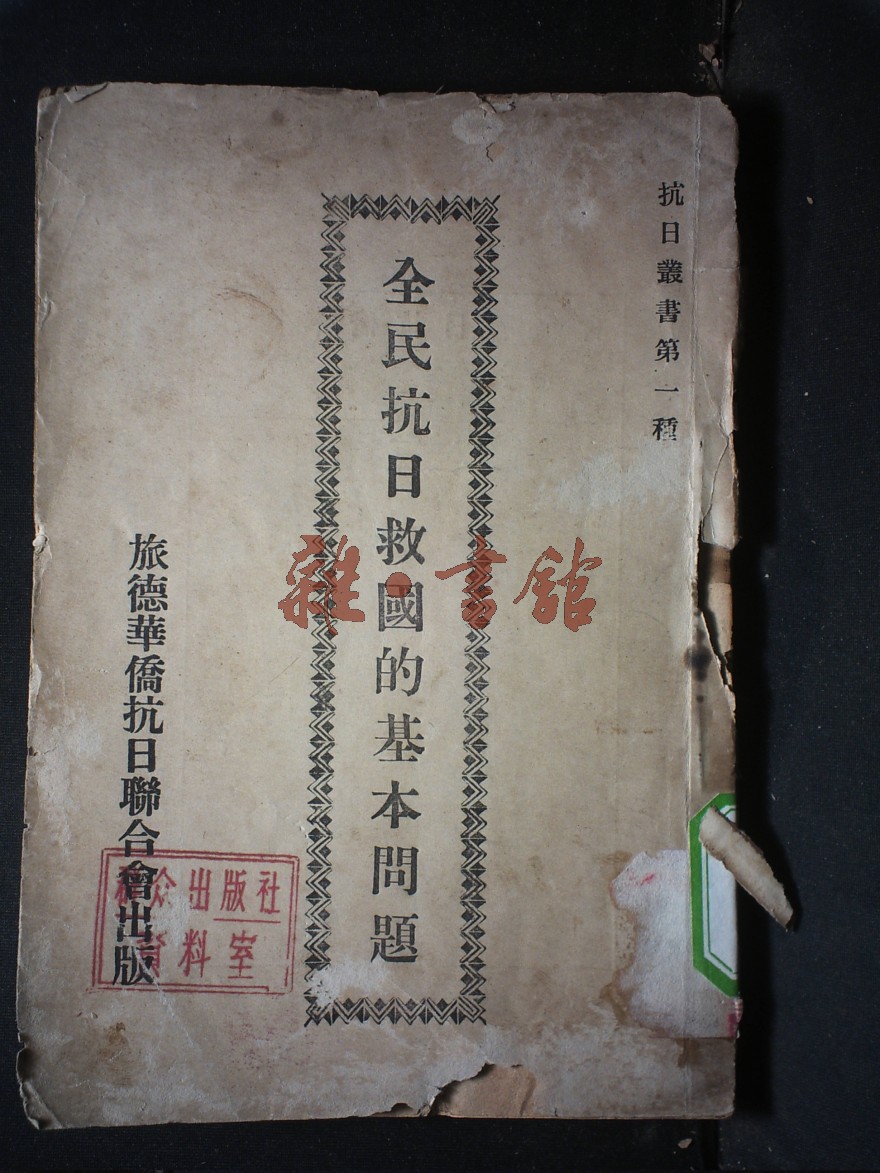 抗日叢書第一種
全民抗日救國的基本問題
旅德華僑抗日聯合會出版
雜·書舘
出版社
資料室